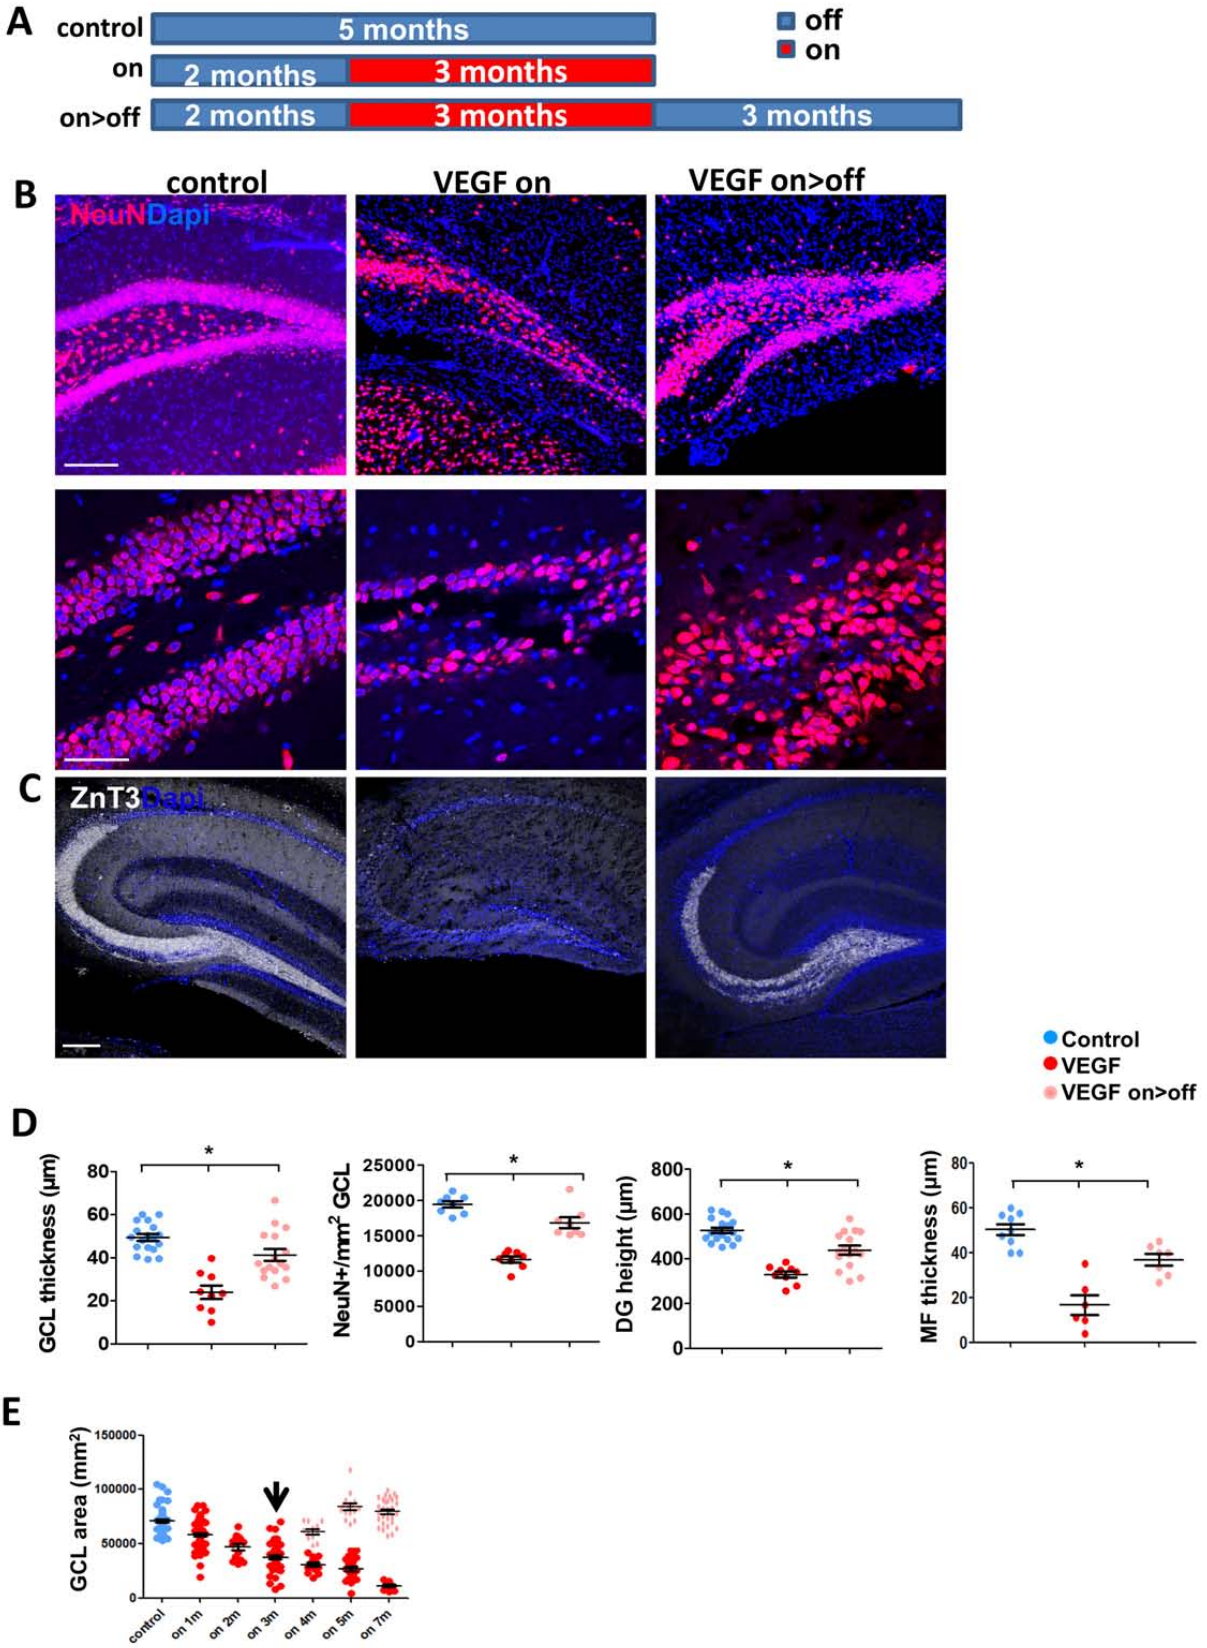 A
control
5 months
off
on
on
2 months
3 months
on>off
2 months
3 months
3 months
B
control
VEGF on
VEGF on>off
NeuNDapi
C
ZnT3Dapi
Control
VEGF
VEGF on>off
D
GCL thickness (μm)
80
60
40
20
0
*
NeuN+/mm² GCL
25000
20000
15000
10000
5000
0
*
DG height (μm)
800
600
400
200
0
*
MF thickness (μm)
80
60
40
20
0
*
E
GCL area (mm²)
150000
100000
50000
0
control
on 1m
on 2m
on 3m
on 4m
on 5m
on 7m